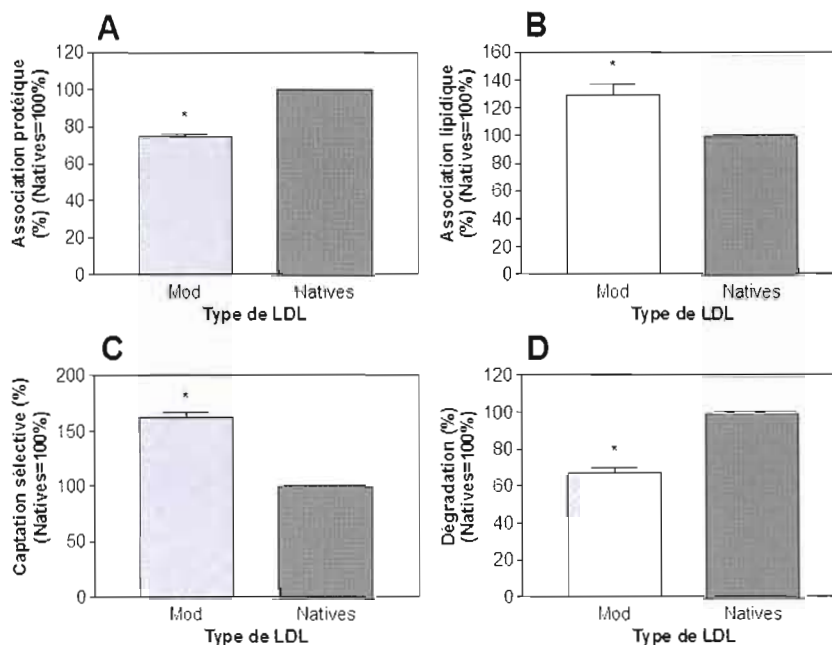 A
Association protéique
(%) (Natives=100%)
120
100
80
60
40
20
0
*
Mod
Natives
Type de LDL
B
Association lipidique
(%) (Natives=100%)
160
140
120
100
80
60
40
20
0
*
Mod
Natives
Type de LDL
C
Captation sélective (%)
(Natives=100%)
200
150
100
50
0
*
Mod
Natives
Type de LDL
D
Dégradation (%)
(Natives=100%)
120
100
80
60
40
20
0
*
Mod
Natives
Type de LDL